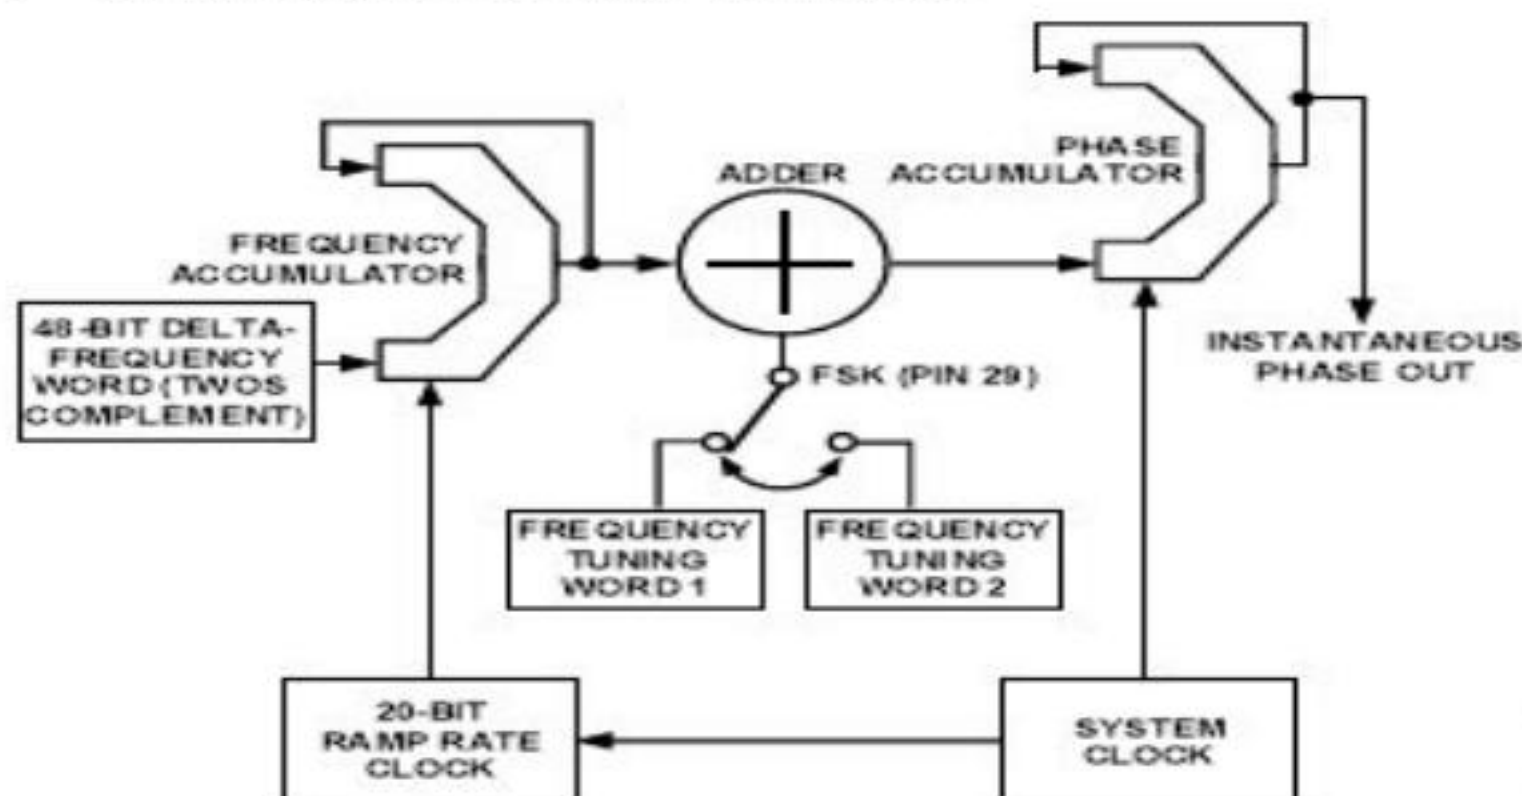 ADDER
PHASE
ACCUMULATOR
FREQUENCY
ACCUMULATOR
48-BIT DELTA-
FREQUENCY
WORD (TWOS
COMPLEMENT)
FSK (PIN 29)
INSTANTANEOUS
PHASE OUT
FREQUENCY
TUNING
WORD 1
FREQUENCY
TUNING
WORD 2
20-BIT
RAMP RATE
CLOCK
SYSTEM
CLOCK